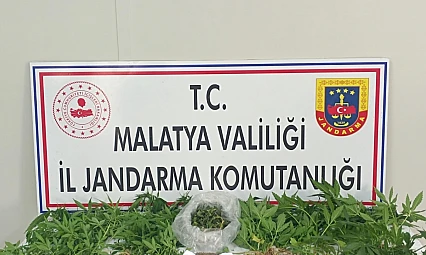 T.C.
MALATYA VALİLİĞİ
İL JANDARMA KOMUTANLIĞI
JANDARMA